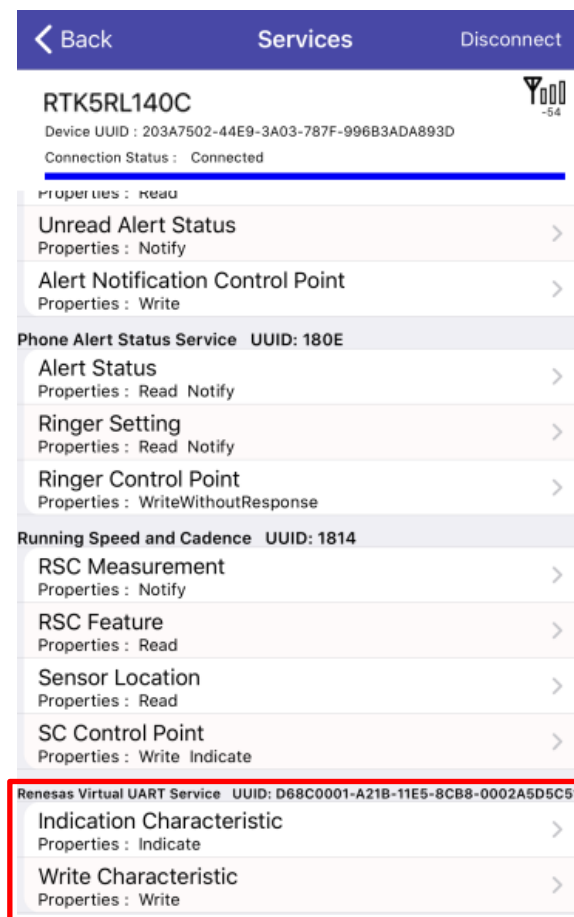 Back Services Disconnect
RTK5RL140C
-54
Device UUID : 203A7502-44E9-3A03-787F-996B3ADA893D
Connection Status : Connected
Properties : Read
Unread Alert Status
Properties : Notify
Alert Notification Control Point
Properties : Write
Phone Alert Status Service UUID: 180E
Alert Status
Properties : Read Notify
Ringer Setting
Properties : Read Notify
Ringer Control Point
Properties : WriteWithoutResponse
Running Speed and Cadence UUID: 1814
RSC Measurement
Properties : Notify
RSC Feature
Properties : Read
Sensor Location
Properties : Read
SC Control Point
Properties : Write Indicate
Renesas Virtual UART Service UUID: D68C0001-A21B-11E5-8CB8-0002A5D5C5
Indication Characteristic
Properties : Indicate
Write Characteristic
Properties : Write